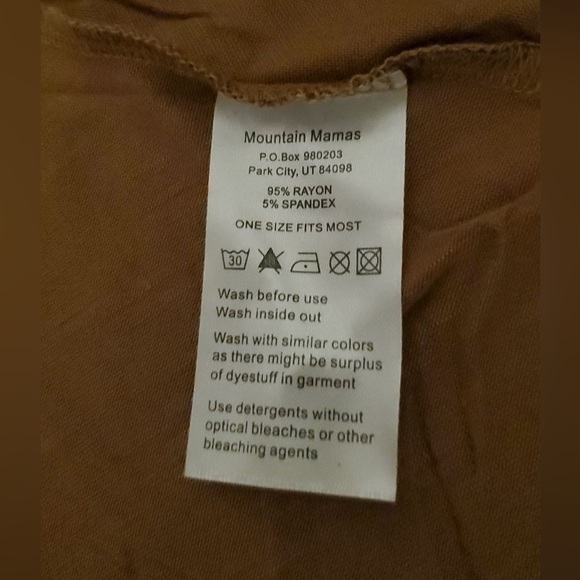 Mountain Mamas
P.O.Box 980203
Park City, UT 84098
95% RAYON
5% SPANDEX
ONE SIZE FITS MOST
30
Wash before use
Wash inside out
Wash with similar colors
as there might be surplus
of dyestuff in garment
Use detergents without
optical bleaches or other
bleaching agents